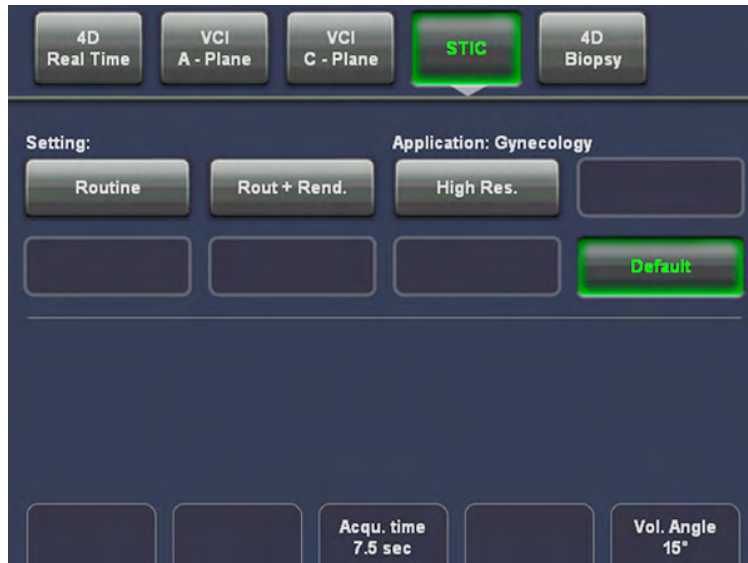 4D
Real Time
VCI
A - Plane
VCI
C - Plane
STIC
4D
Biopsy
Setting:
Application: Gynecology
Routine
Rout + Rend.
High Res.
Default
Acqu. time
7.5 sec
Vol. Angle
15°